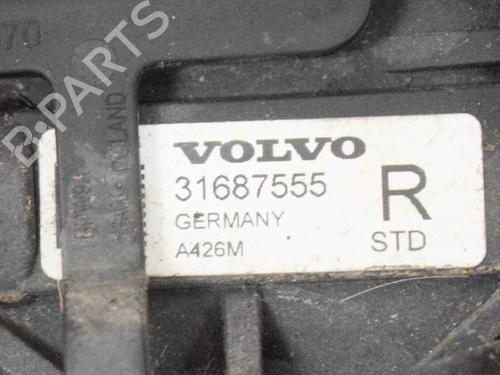 70
B-PARTS
VOLVO
31687555
R
GERMANY
A426M
STD